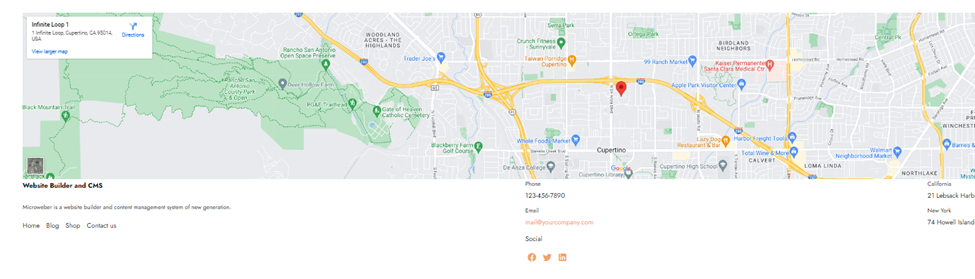 Infinite Loop 1
1 Infinite Loop, Cupertino, CA 95014,
USA
Directions
View larger map
WOODLAND
ACRES - THE
HIGHLANDS
Serra Park
Ortega Park
Central Pk
Crunch Fitness -
Sunnyvale
BIRDLAND
NEIGHBORS
Rancho San Antonio
Open Space Preserve
Trader Joe's
Taiwan Porridge
Cupertino
99 Ranch Market
Kaiser Permanente
Santa Clara Medical Ctr
Antonio
County Park
& Open
Deer Hollow Farm
Apple Park Visitor Center
Black Mountain Trail
PG&E Trailhead
Gate of Heaven
Catholic Cemetery
WINCHESTER
Blackberry Farm
Golf Course
Whole Foods Market
Lazy Dog
Restaurant & Bar
Harbor Freight Tools
Total Wine & More
Barnes &
Cupertino
CALVERT
Walmart
Neighborhood Market
De Anza College
Google
Cupertino Library
Cupertino High School
LOMA LINDA
NORTHLAKE
Website Builder and CMS
Microweber is a website builder and content management system of new generation.
Home Blog Shop Contact us
Phone
123-456-7890
Email
mail@yourcompany.com
Social
California
21 Lebsack Harb
New York
74 Howell Island